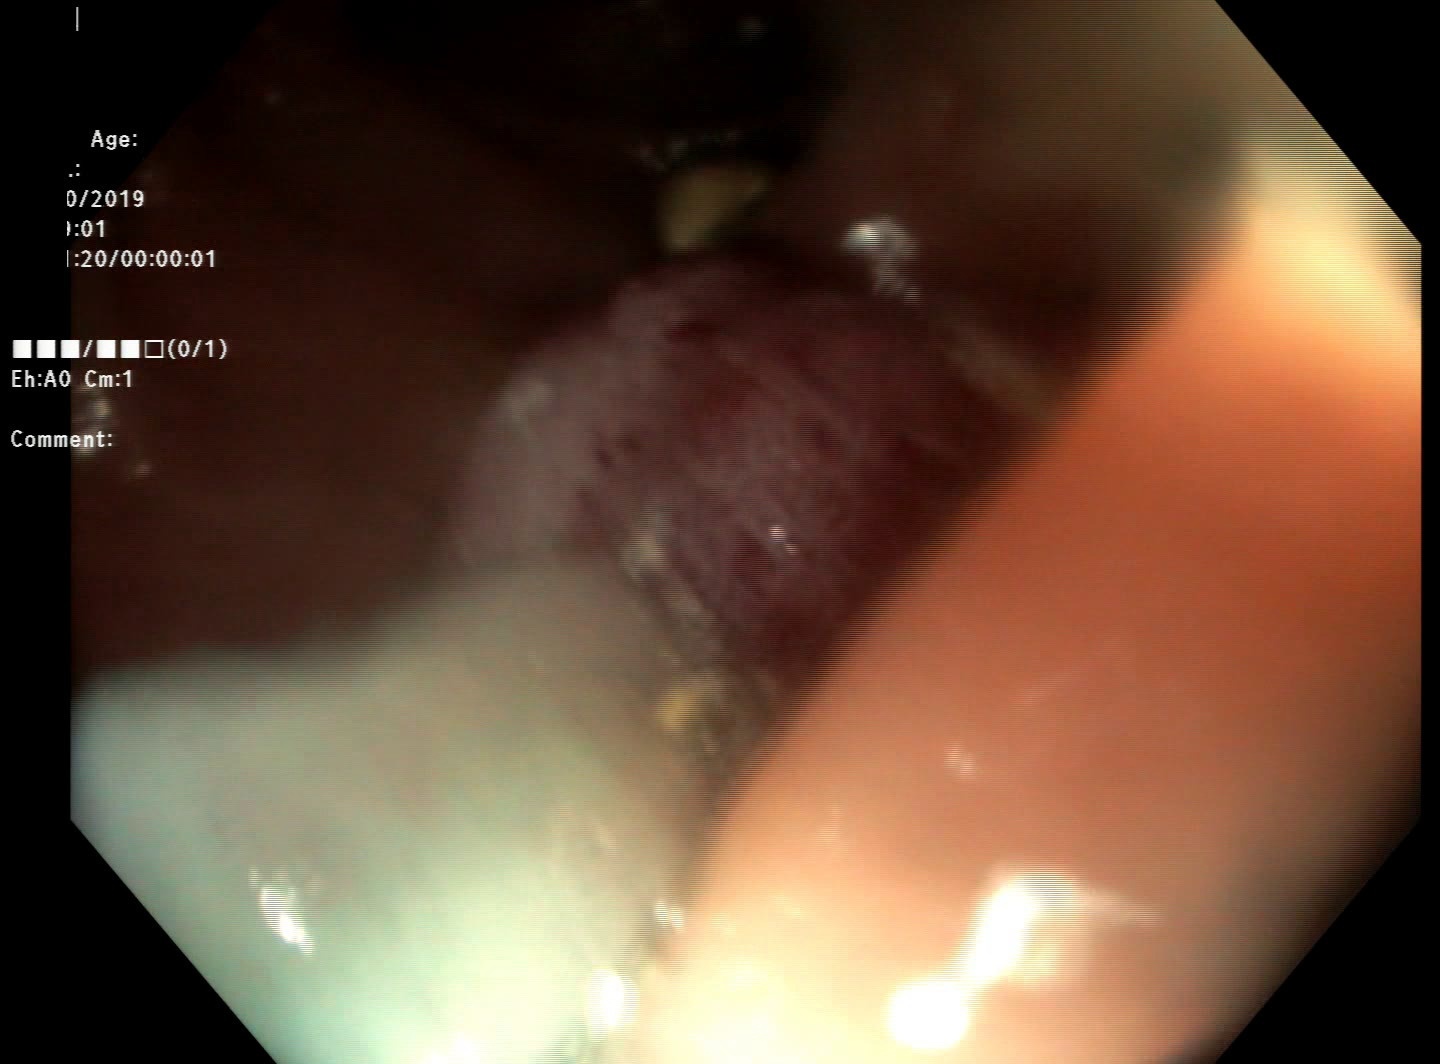 Age:
.:
0/2019
:01
:20/00:00:01
■■■/■■□(0/1)
Eh:A0 Cm:1
Comment: